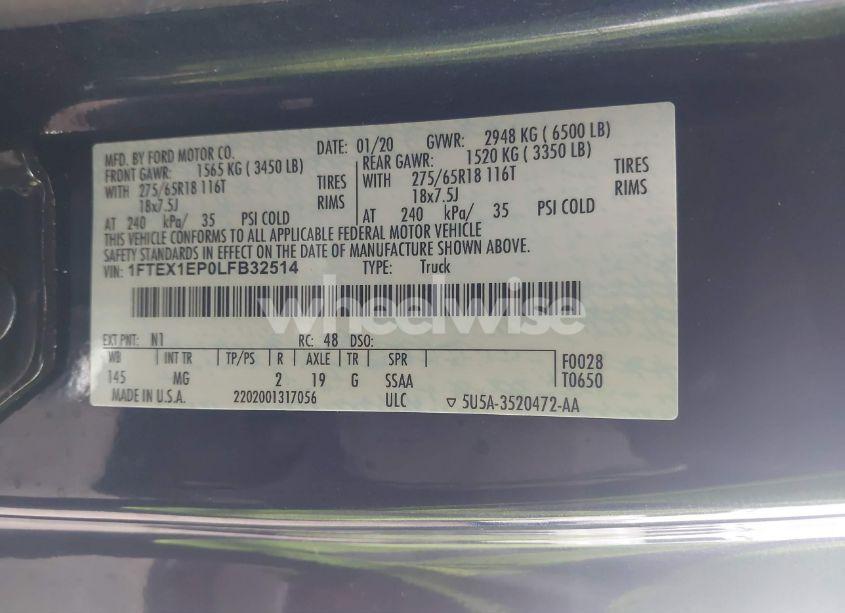 MFD. BY FORD MOTOR CO. DATE: 01/20 GVWR: 2948 KG ( 6500 LB)
FRONT GAWR: 1565 KG ( 3450 LB) REAR GAWR: 1520 KG ( 3350 LB)
WITH 275/65R18 116T TIRES WITH 275/65R18 116T TIRES
18x7.5J RIMS 18x7.5J RIMS
AT 240 kPa/ 35 PSI COLD AT 240 kPa/ 35 PSI COLD
THIS VEHICLE CONFORMS TO ALL APPLICABLE FEDERAL MOTOR VEHICLE
SAFETY STANDARDS IN EFFECT ON THE DATE OF MANUFACTURE SHOWN ABOVE.
VIN: 1FTEX1EP0LFB32514 TYPE: Truck
wheelwise
EXT PNT: N1 RC: 48 DSO:
WB INT TR TP/PS R AXLE TR SPR F0028
145 MG 2 19 G SSAA T0650
MADE IN U.S.A. 2202001317056 ULC ▽ 5U5A-3520472-AA